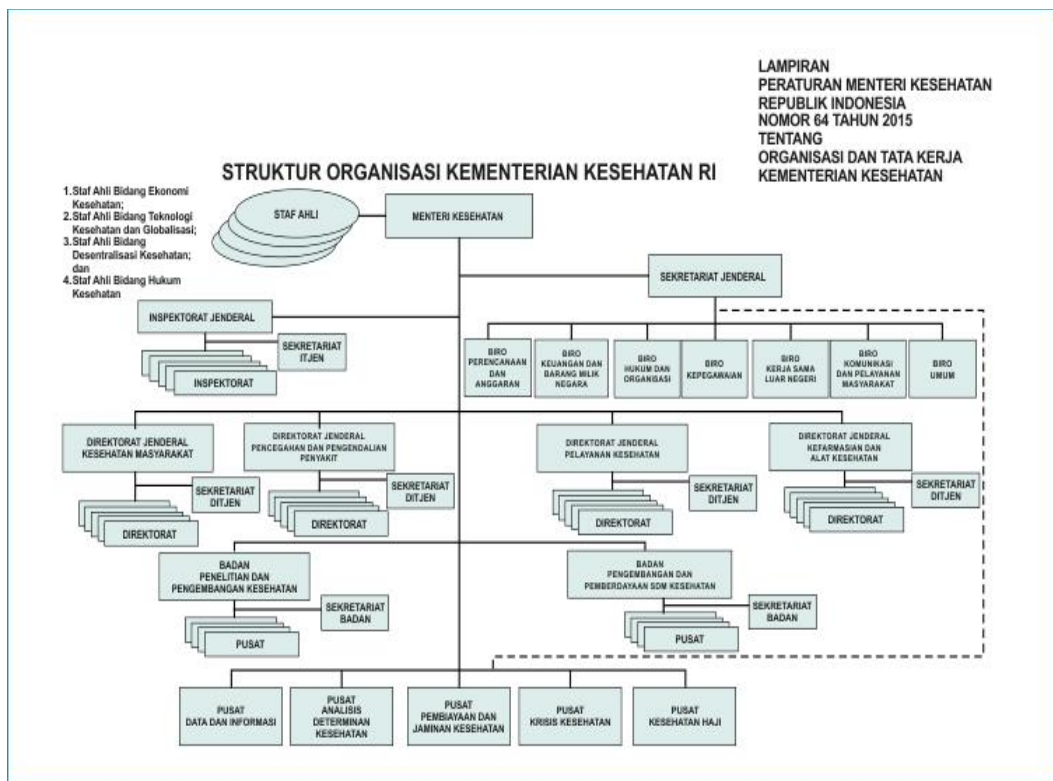 LAMPIRAN
PERATURAN MENTERI KESEHATAN
REPUBLIK INDONESIA
NOMOR 64 TAHUN 2015
TENTANG
ORGANISASI DAN TATA KERJA
KEMENTERIAN KESEHATAN
STRUKTUR ORGANISASI KEMENTERIAN KESEHATAN RI
1.Staf Ahli Bidang Ekonomi
Kesehatan;
2.Staf Ahli Bidang Teknologi
Kesehatan dan Globalisasi;
3.Staf Ahli Bidang
Desentralisasi Kesehatan;
dan
4.Staf Ahli Bidang Hukum
Kesehatan
STAF AHLI
MENTERI KESEHATAN
SEKRETARIAT JENDERAL
INSPEKTORAT JENDERAL
SEKRETARIAT
ITJEN
INSPEKTORAT
BIRO
PERENCANAAN
DAN
ANGGARAN
BIRO
KEUANGAN DAN
BARANG MILIK
NEGARA
BIRO
HUKUM DAN
ORGANISASI
BIRO
KEPEGAWAIAN
BIRO
KERJA SAMA
LUAR NEGERI
BIRO
KOMUNIKASI
DAN PELAYANAN
MASYARAKAT
BIRO
UMUM
DIREKTORAT JENDERAL
KESEHATAN MASYARAKAT
SEKRETARIAT
DITJEN
DIREKTORAT
DIREKTORAT JENDERAL
PENCEGAHAN DAN PENGENDALIAN
PENYAKIT
SEKRETARIAT
DITJEN
DIREKTORAT
DIREKTORAT JENDERAL
PELAYANAN KESEHATAN
SEKRETARIAT
DITJEN
DIREKTORAT
DIREKTORAT JENDERAL
KEFARMASIAN DAN
ALAT KESEHATAN
SEKRETARIAT
DITJEN
DIREKTORAT
BADAN
PENELITIAN DAN
PENGEMBANGAN KESEHATAN
SEKRETARIAT
BADAN
PUSAT
BADAN
PENGEMBANGAN DAN
PEMBERDAYAAN SDM KESEHATAN
SEKRETARIAT
BADAN
PUSAT
PUSAT
DATA DAN INFORMASI
PUSAT
ANALISIS
DETERMINAN
KESEHATAN
PUSAT
PEMBIAYAAN DAN
JAMINAN KESEHATAN
PUSAT
KRISIS KESEHATAN
PUSAT
KESEHATAN HAJI